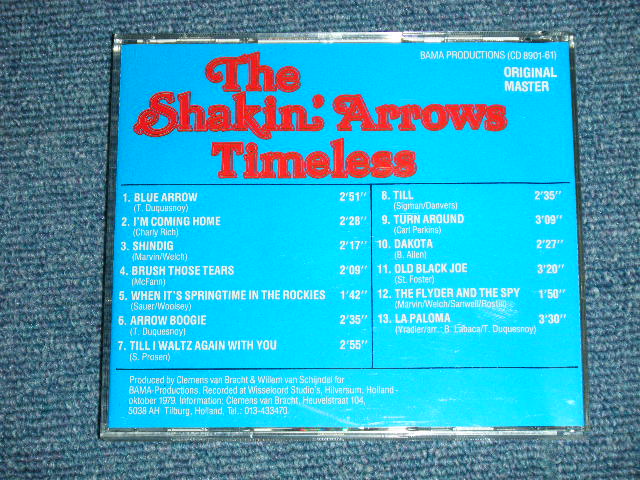 BAMA PRODUCTIONS (CD 8901-61)
ORIGINAL
MASTER
The
Shakin' Arrows
Timeless
1. BLUE ARROW 2'51''
(T. Duquesnoy)
2. I'M COMING HOME 2'28''
(Charly Rich)
3. SHINDIG 2'17''
(Marvin/Welch)
4. BRUSH THOSE TEARS 2'09''
(McFann)
5. WHEN IT'S SPRINGTIME IN THE ROCKIES 1'42''
(Sauer/Woolsey)
6. ARROW BOOGIE 2'35''
(T. Duquesnoy)
7. TILL I WALTZ AGAIN WITH YOU 2'55''
(S. Prosen)
8. TILL 2'35''
(Sigman/Danvers)
9. TURN AROUND 3'09''
(Carl Perkins)
10. DAKOTA 2'27''
(B. Allen)
11. OLD BLACK JOE 3'20''
(St. Foster)
12. THE FLYDER AND THE SPY 1'50''
(Marvin/Welch/Samwell/Rostill)
13. LA PALOMA 3'30''
(Yradier/arr.: B. Labaca/T. Duquesnoy)
Produced by Clemens van Bracht & Willem van Schijndel for
BAMA-Productions. Recorded at Wisseloord Studio's, Hilversum, Holland -
oktober 1979. Information: Clemens van Bracht, Heuvelstraat 104,
5038 AH Tilburg, Holland, Tel.: 013-433470.